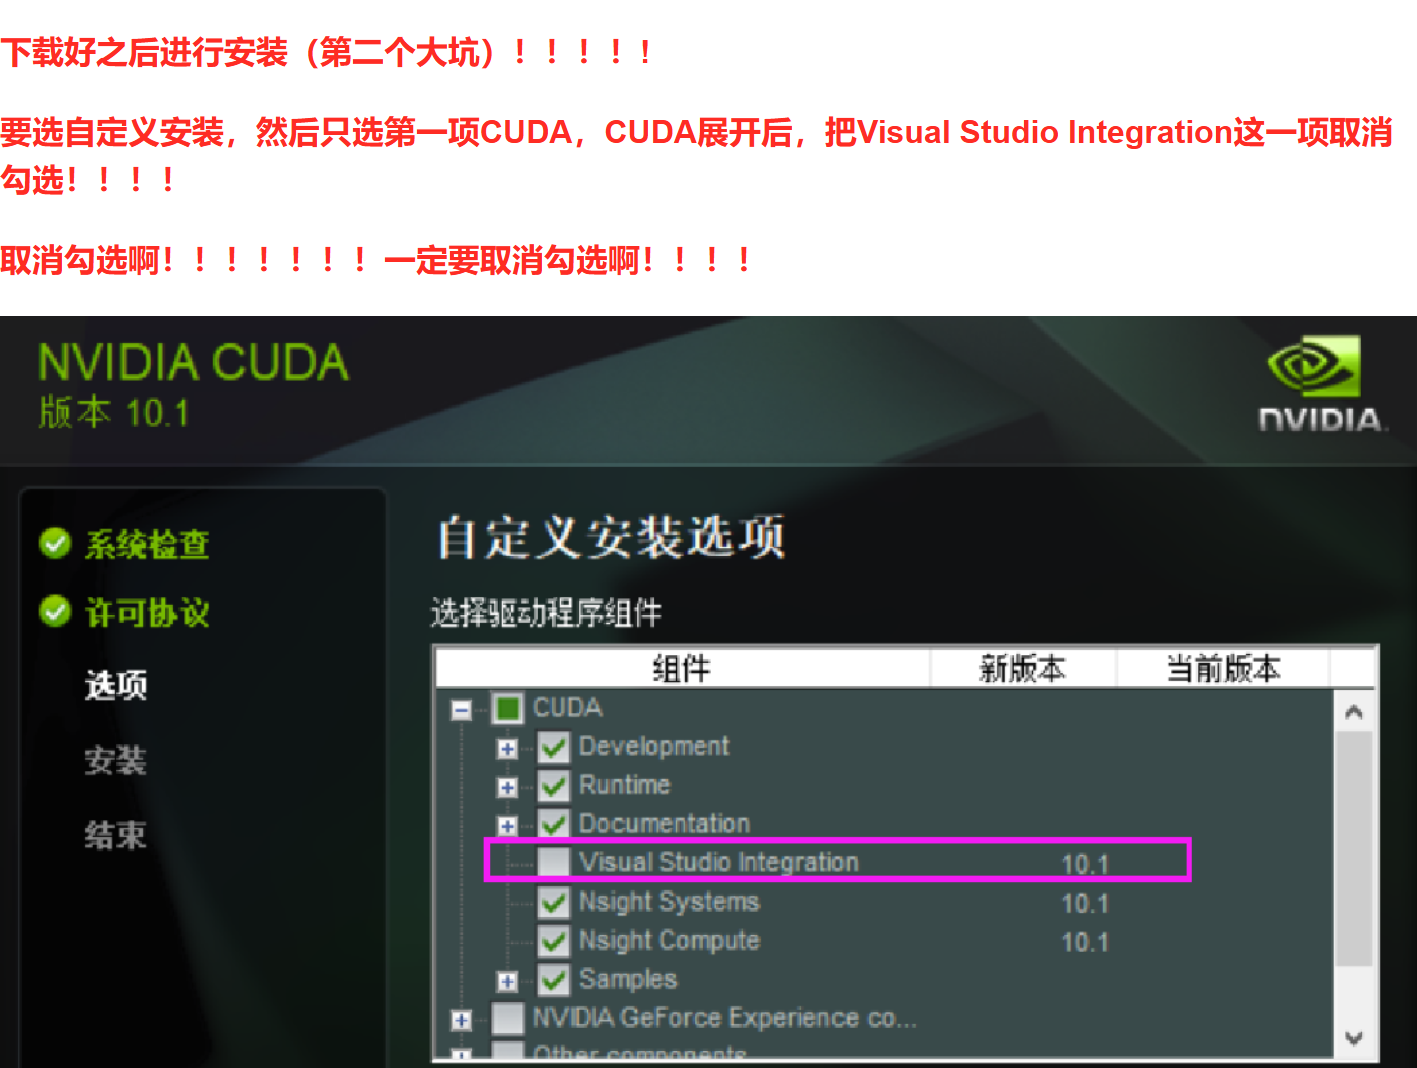 下载好之后进行安装（第二个大坑）！！！！！
要选自定义安装，然后只选第一项CUDA，CUDA展开后，把Visual Studio Integration这一项取消
勾选！！！！
取消勾选啊！！！！！！！一定要取消勾选啊！！！！
NVIDIA CUDA
版本 10.1
NVIDIA.
系统检查
许可协议
选项
安装
结束
自定义安装选项
选择驱动程序组件
组件 新版本 当前版本
CUDA
Development
Runtime
Documentation
Visual Studio Integration 10.1
Nsight Systems 10.1
Nsight Compute 10.1
Samples
NVIDIA GeForce Experience co...
Other components